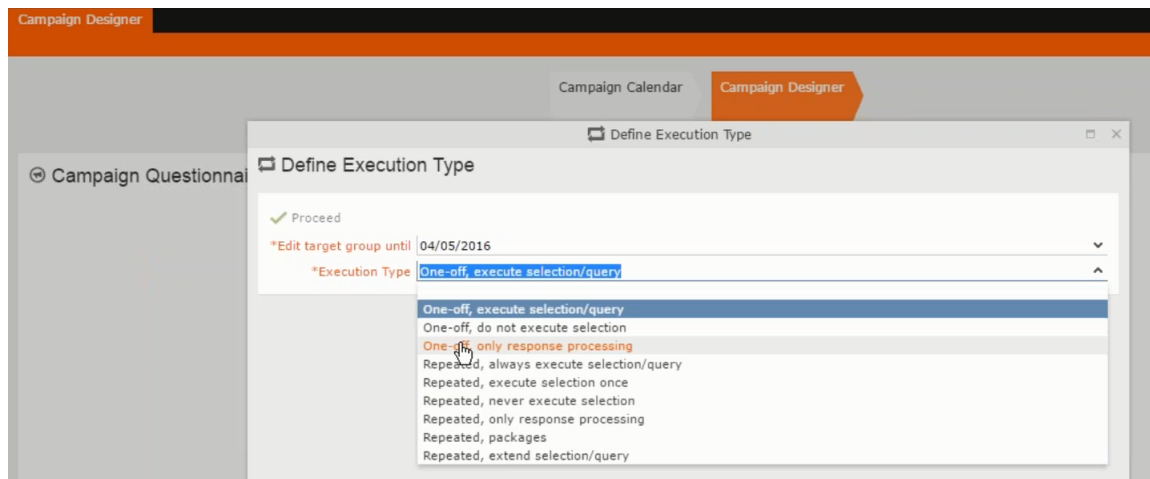 Campaign Designer
Campaign Calendar
Campaign Designer
Define Execution Type
Define Execution Type
Campaign Questionnai
Proceed
*Edit target group until 04/05/2016
*Execution Type One-off, execute selection/query
One-off, execute selection/query
One-off, do not execute selection
One-off, only response processing
Repeated, always execute selection/query
Repeated, execute selection once
Repeated, never execute selection
Repeated, only response processing
Repeated, packages
Repeated, extend selection/query